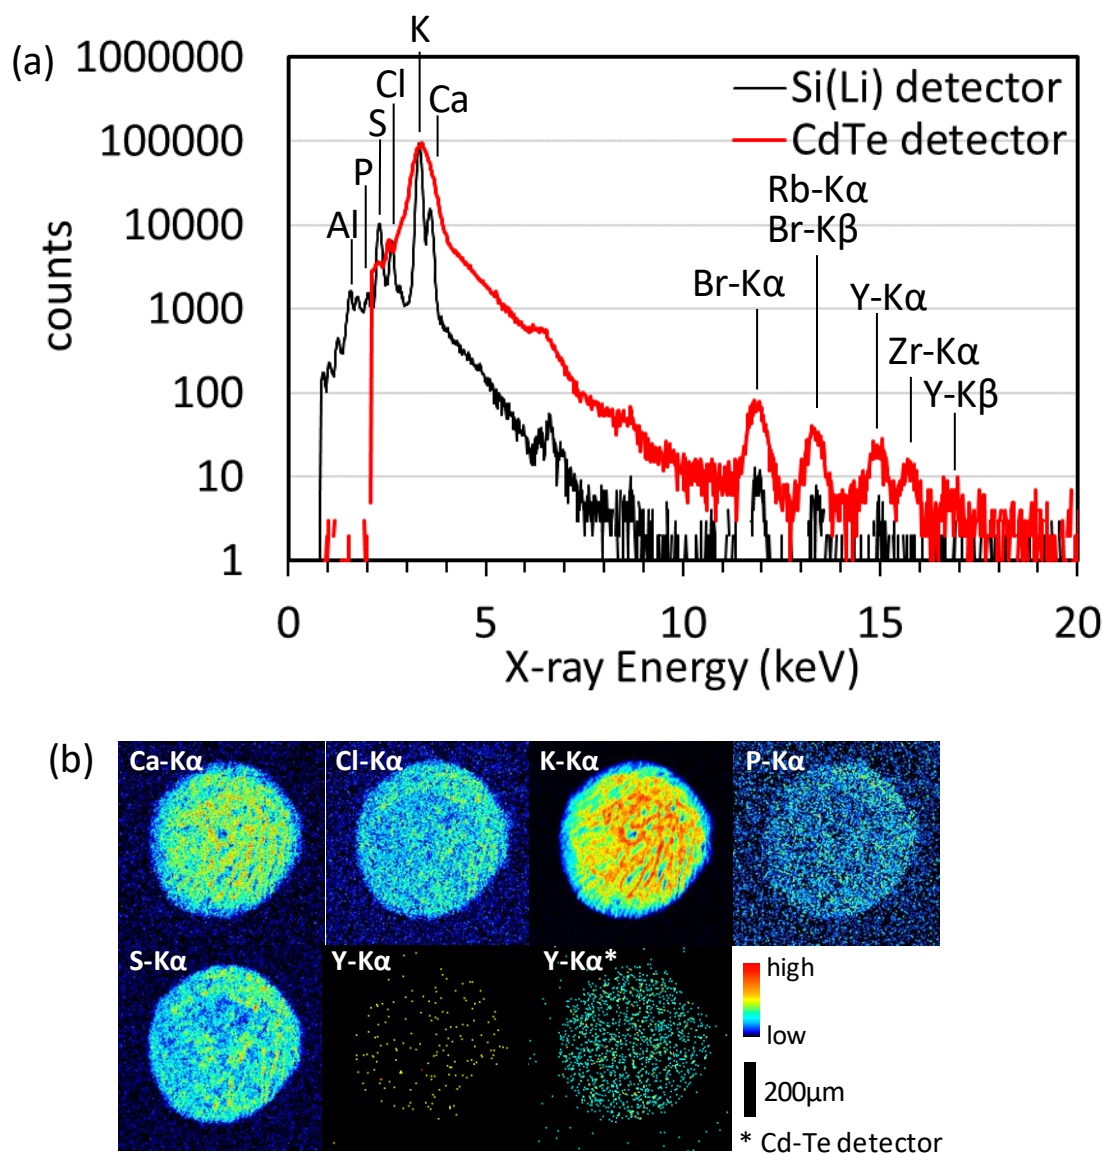 (a)
1000000
100000
10000
1000
100
10
1
counts
K
Cl
Ca
S
P
Al
Si(Li) detector
CdTe detector
Rb-Kα
Br-Kβ
Br-Kα
Y-Kα
Zr-Kα
Y-Kβ
0 5 10 15 20
X-ray Energy (keV)
(b)
Ca-Kα Cl-Kα K-Kα P-Kα
S-Kα Y-Kα Y-Kα*
high
low
200μm
* Cd-Te detector